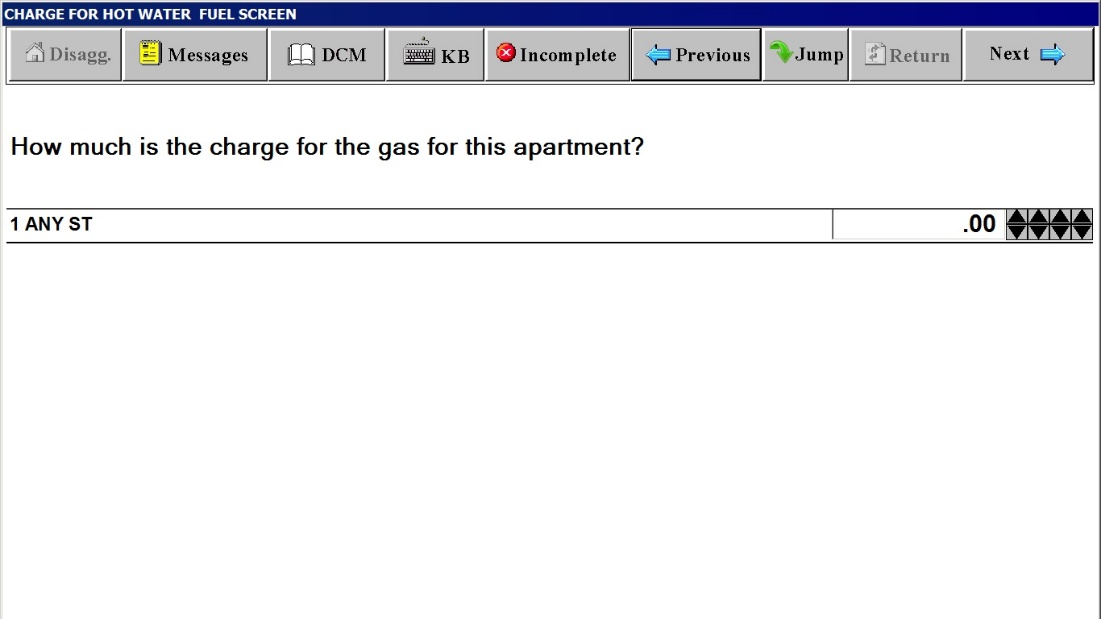 CHARGE FOR HOT WATER  FUEL SCREEN
Disagg. Messages DCM KB Incomplete Previous Jump Return Next
How much is the charge for the gas for this apartment?
1 ANY ST .00